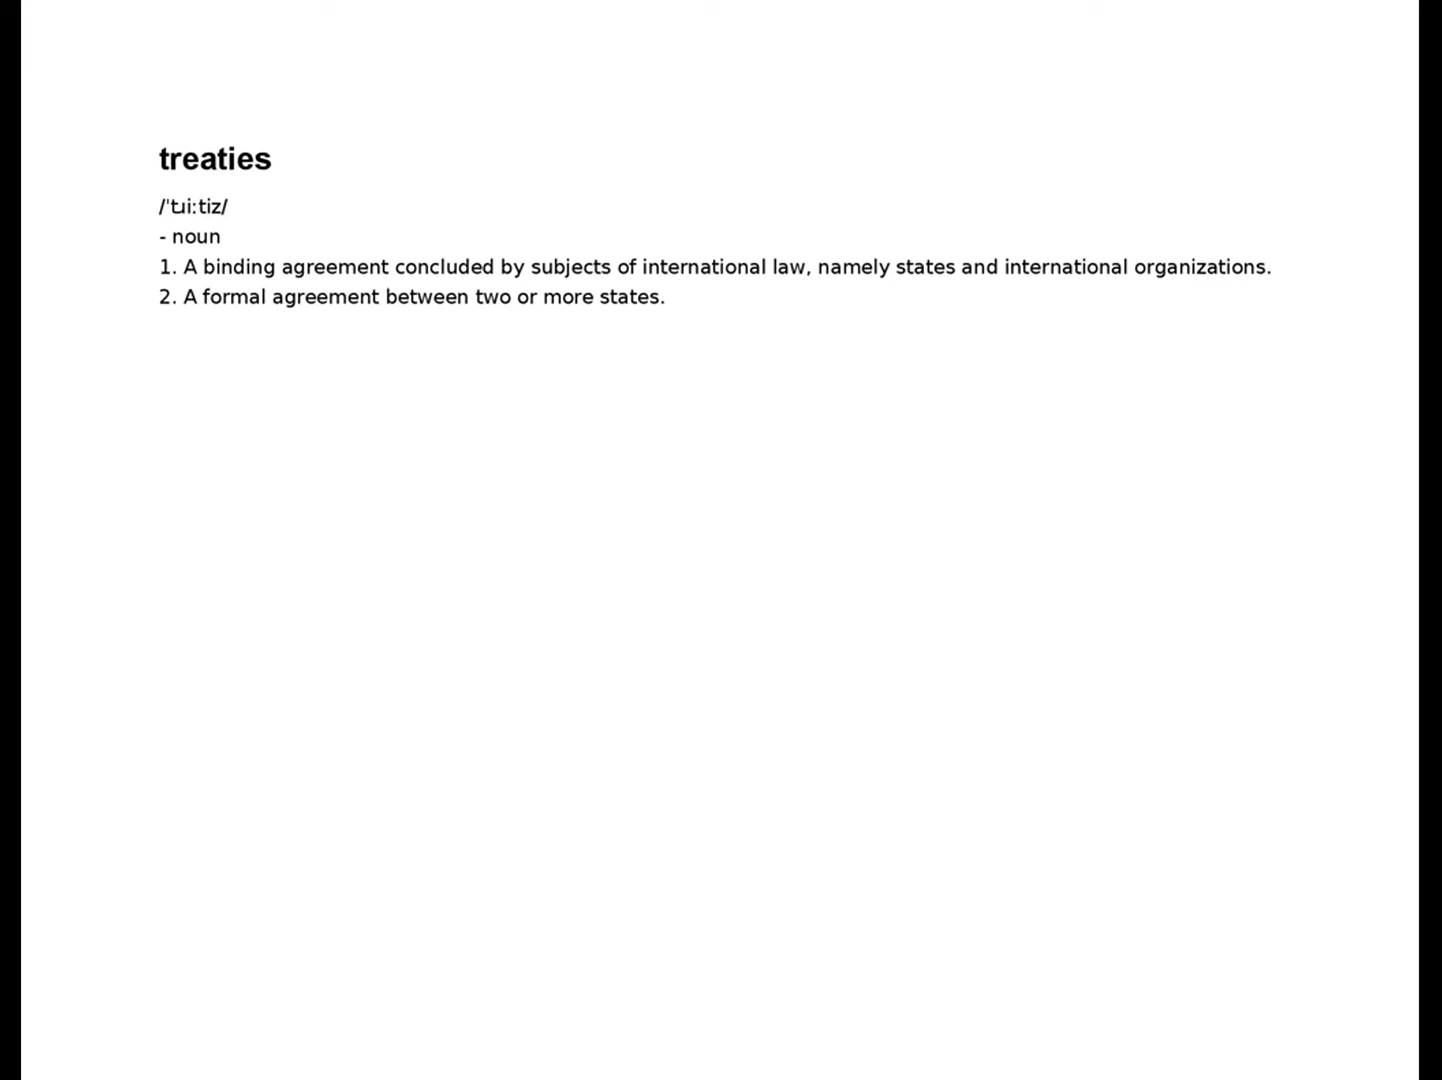 treaties
/ˈtɹiːtiz/
- noun
1. A binding agreement concluded by subjects of international law, namely states and international organizations.
2. A formal agreement between two or more states.